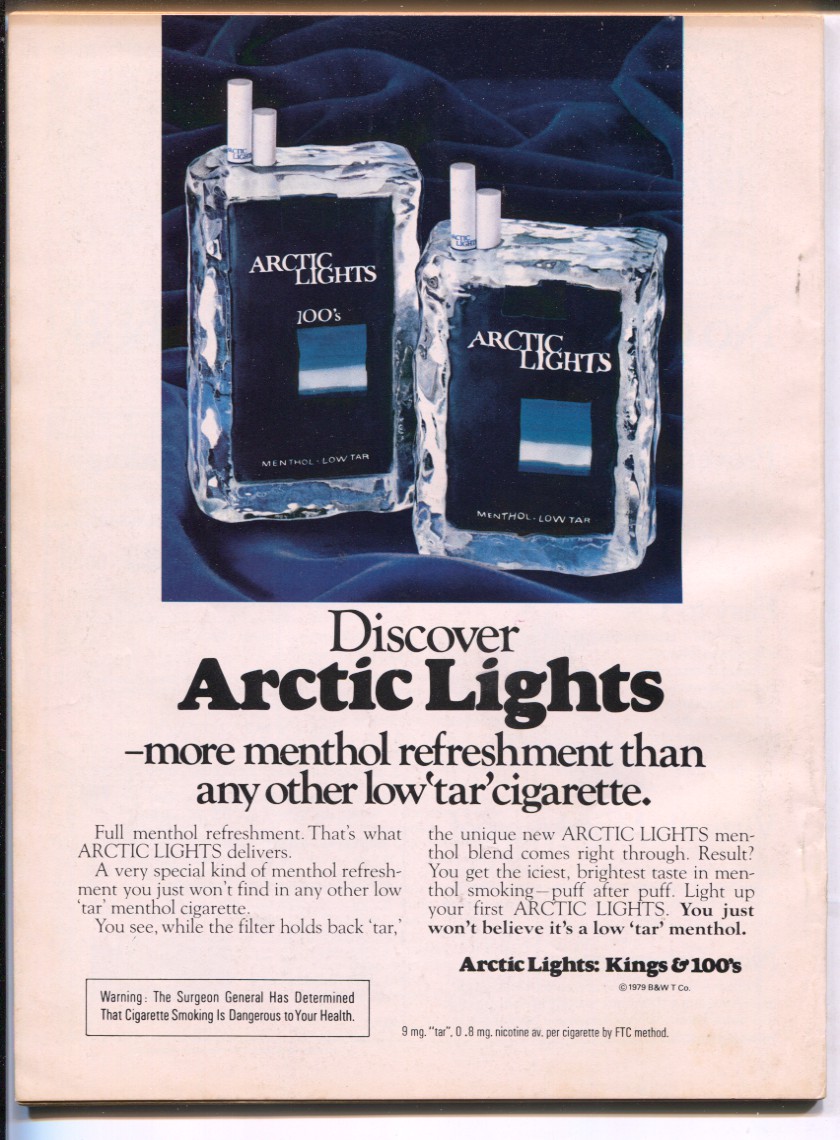 ARCTIC
LIGHTS
ARCTIC
LIGHTS
100's
MENTHOL - LOW TAR
ARCTIC
LIGHTS
ARCTIC
LIGHTS
MENTHOL - LOW TAR
Discover
Arctic Lights
–more menthol refreshment than
any other low ‘tar’ cigarette.
Full menthol refreshment. That's what
ARCTIC LIGHTS delivers.
A very special kind of menthol refresh-
ment you just won't find in any other low
‘tar’ menthol cigarette.
You see, while the filter holds back ‘tar,’
the unique new ARCTIC LIGHTS men-
thol blend comes right through. Result?
You get the iciest, brightest taste in men-
thol smoking—puff after puff. Light up
your first ARCTIC LIGHTS. You just
won't believe it's a low ‘tar’ menthol.
Arctic Lights: Kings & 100's
© 1979 B&W T Co.
Warning: The Surgeon General Has Determined
That Cigarette Smoking Is Dangerous to Your Health.
9 mg. "tar", 0.8 mg. nicotine av. per cigarette by FTC method.